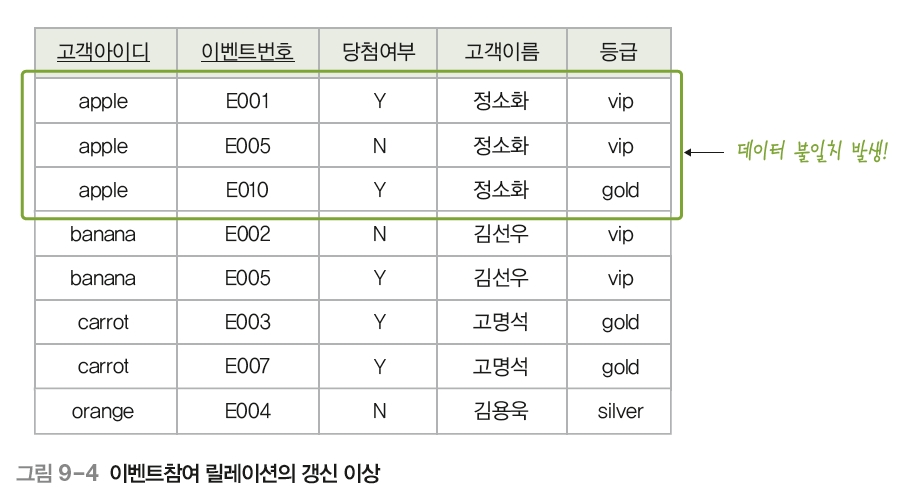 고객아이디 이벤트번호 당첨여부 고객이름 등급
apple E001 Y 정소화 vip
apple E005 N 정소화 vip
데이터 불일치 발생!
apple E010 Y 정소화 gold
banana E002 N 김선우 vip
banana E005 Y 김선우 vip
carrot E003 Y 고명석 gold
carrot E007 Y 고명석 gold
orange E004 N 김용욱 silver
그림 9-4 이벤트참여 릴레이션의 갱신 이상